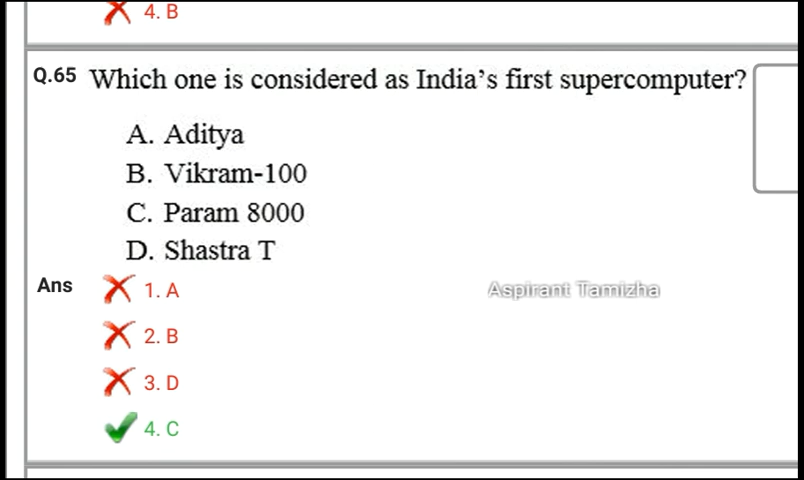 4. B
Q.65 Which one is considered as India's first supercomputer?
A. Aditya
B. Vikram-100
C. Param 8000
D. Shastra T
Ans 1. A
Aspirant Tamizha
2. B
3. D
4. C